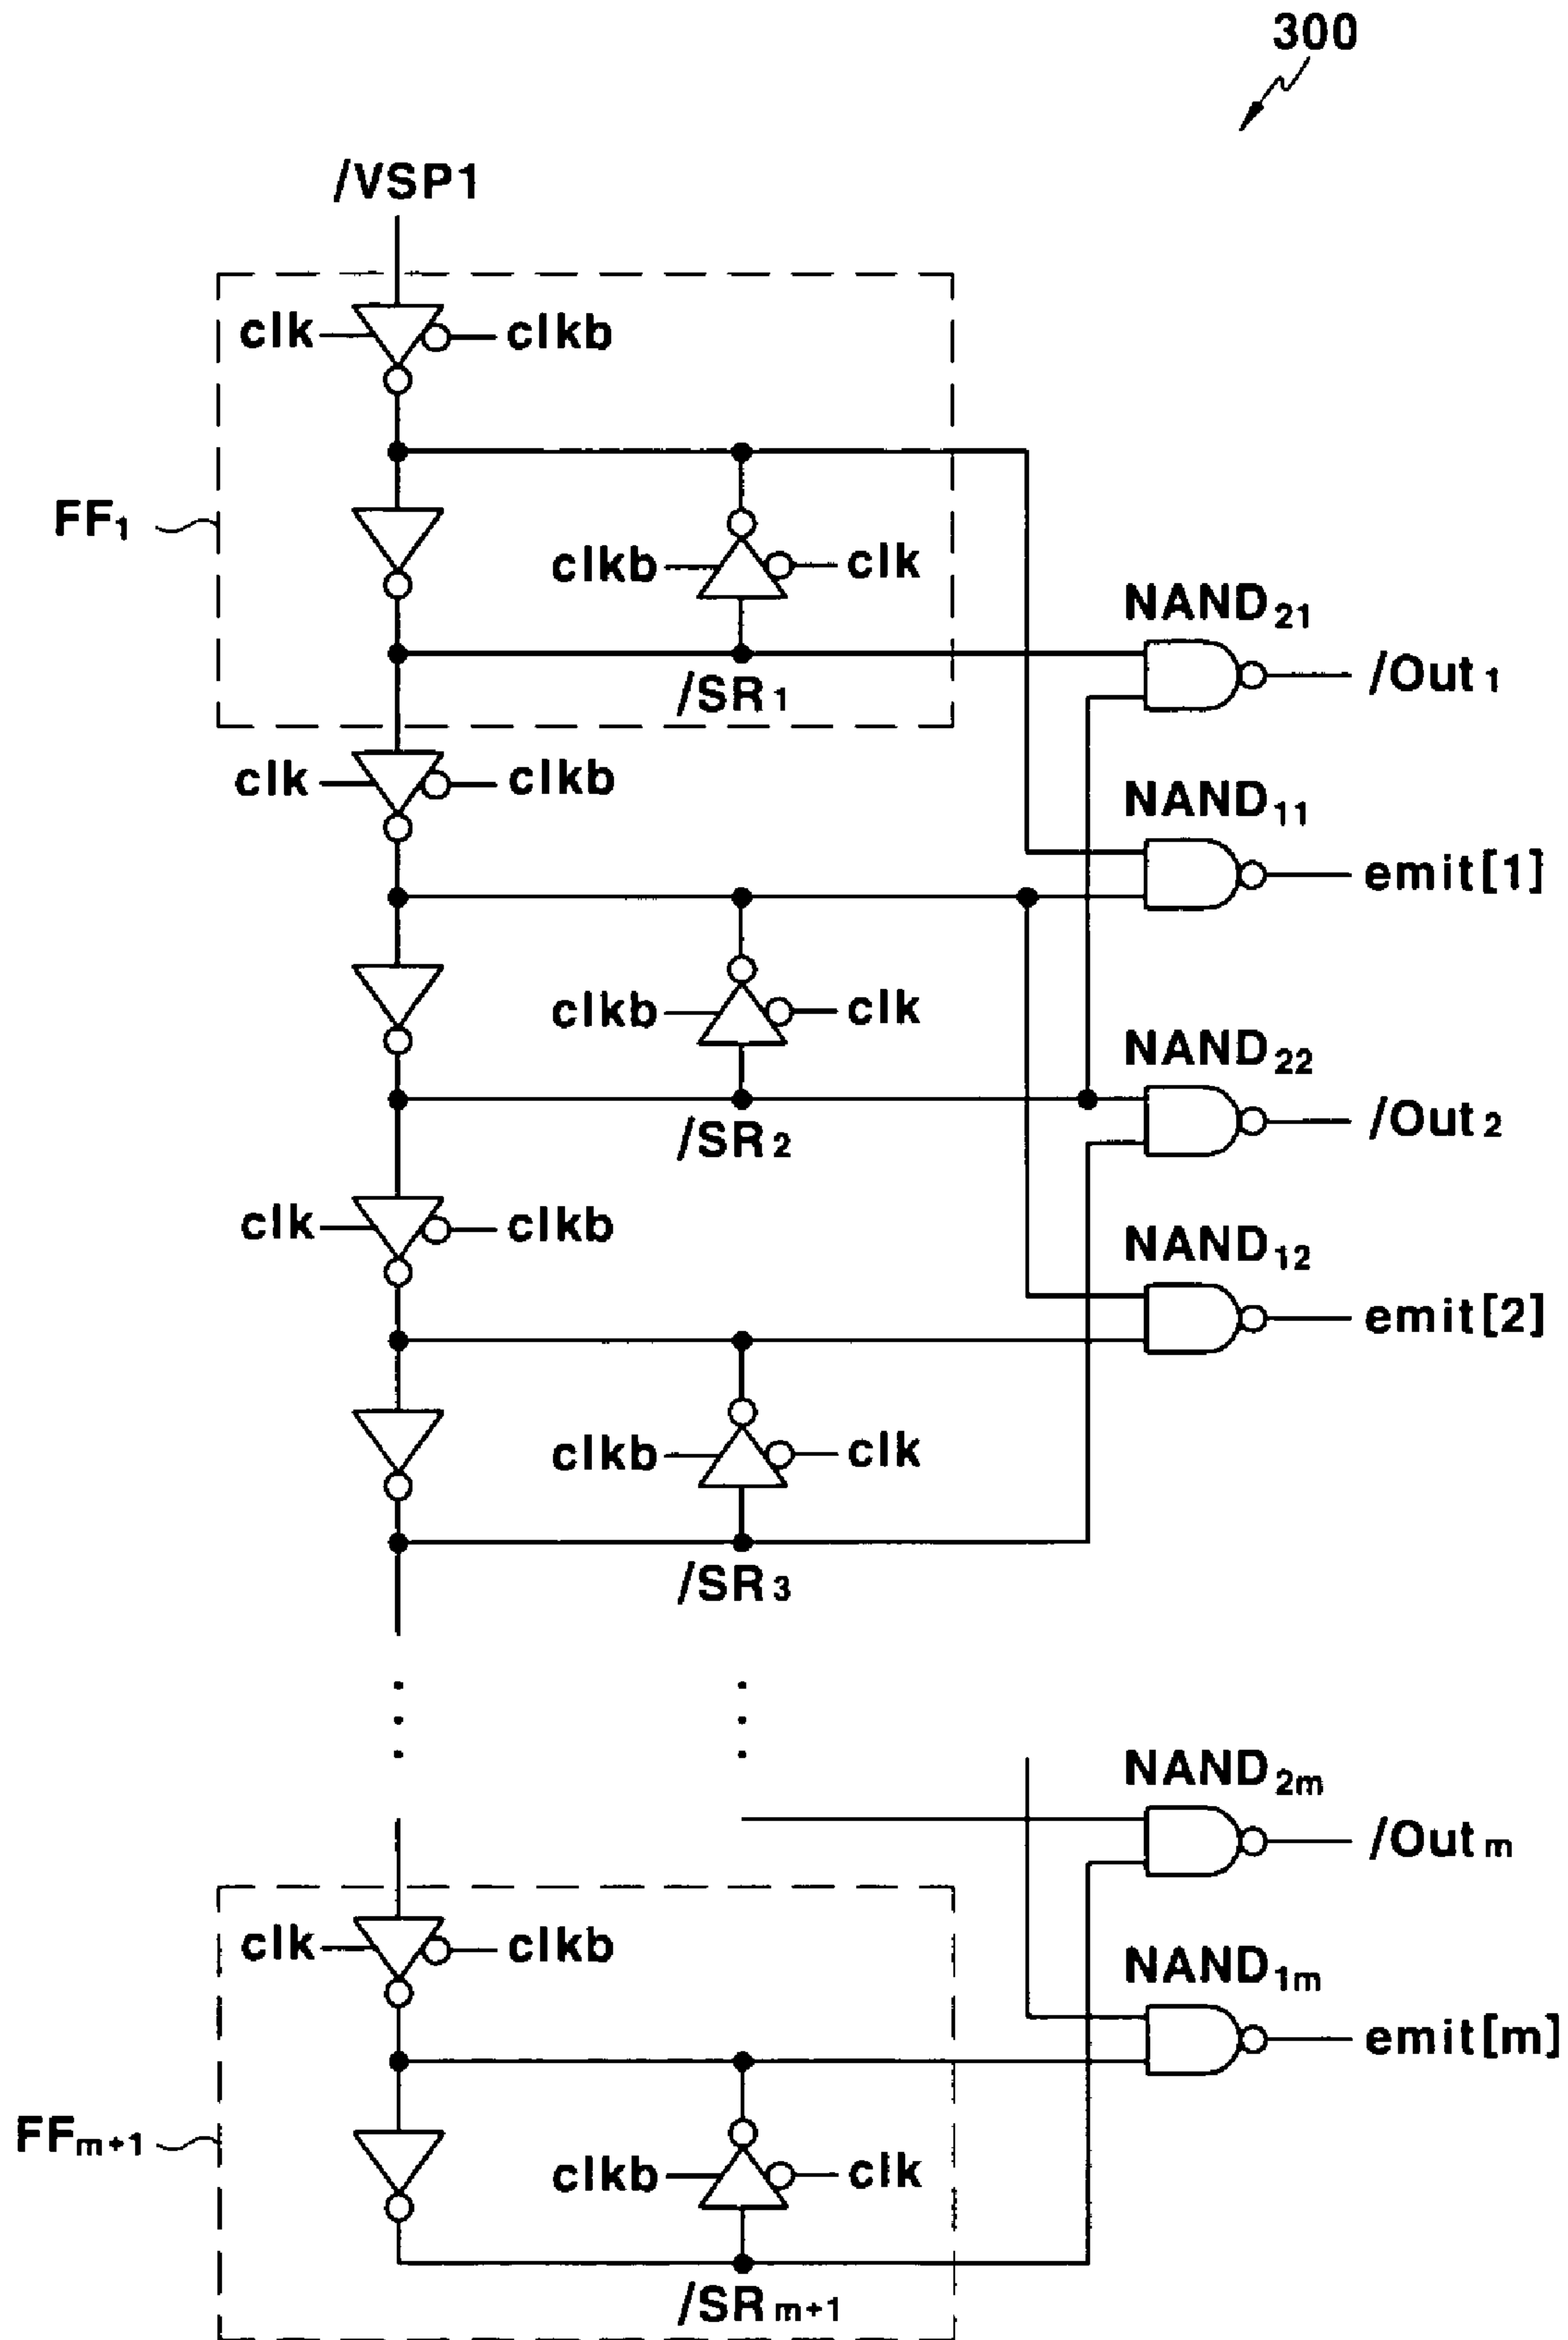 300
/VSP1
clk clkb
FF1
clkb clk
NAND21
/Out1
/SR1
clk clkb
NAND11
emit[1]
clkb clk
NAND22
/Out2
/SR2
clk clkb
NAND12
emit[2]
clkb clk
/SR3
NAND2m
/Outm
clk clkb
NAND1m
emit[m]
FFm+1
clkb clk
/SRm+1